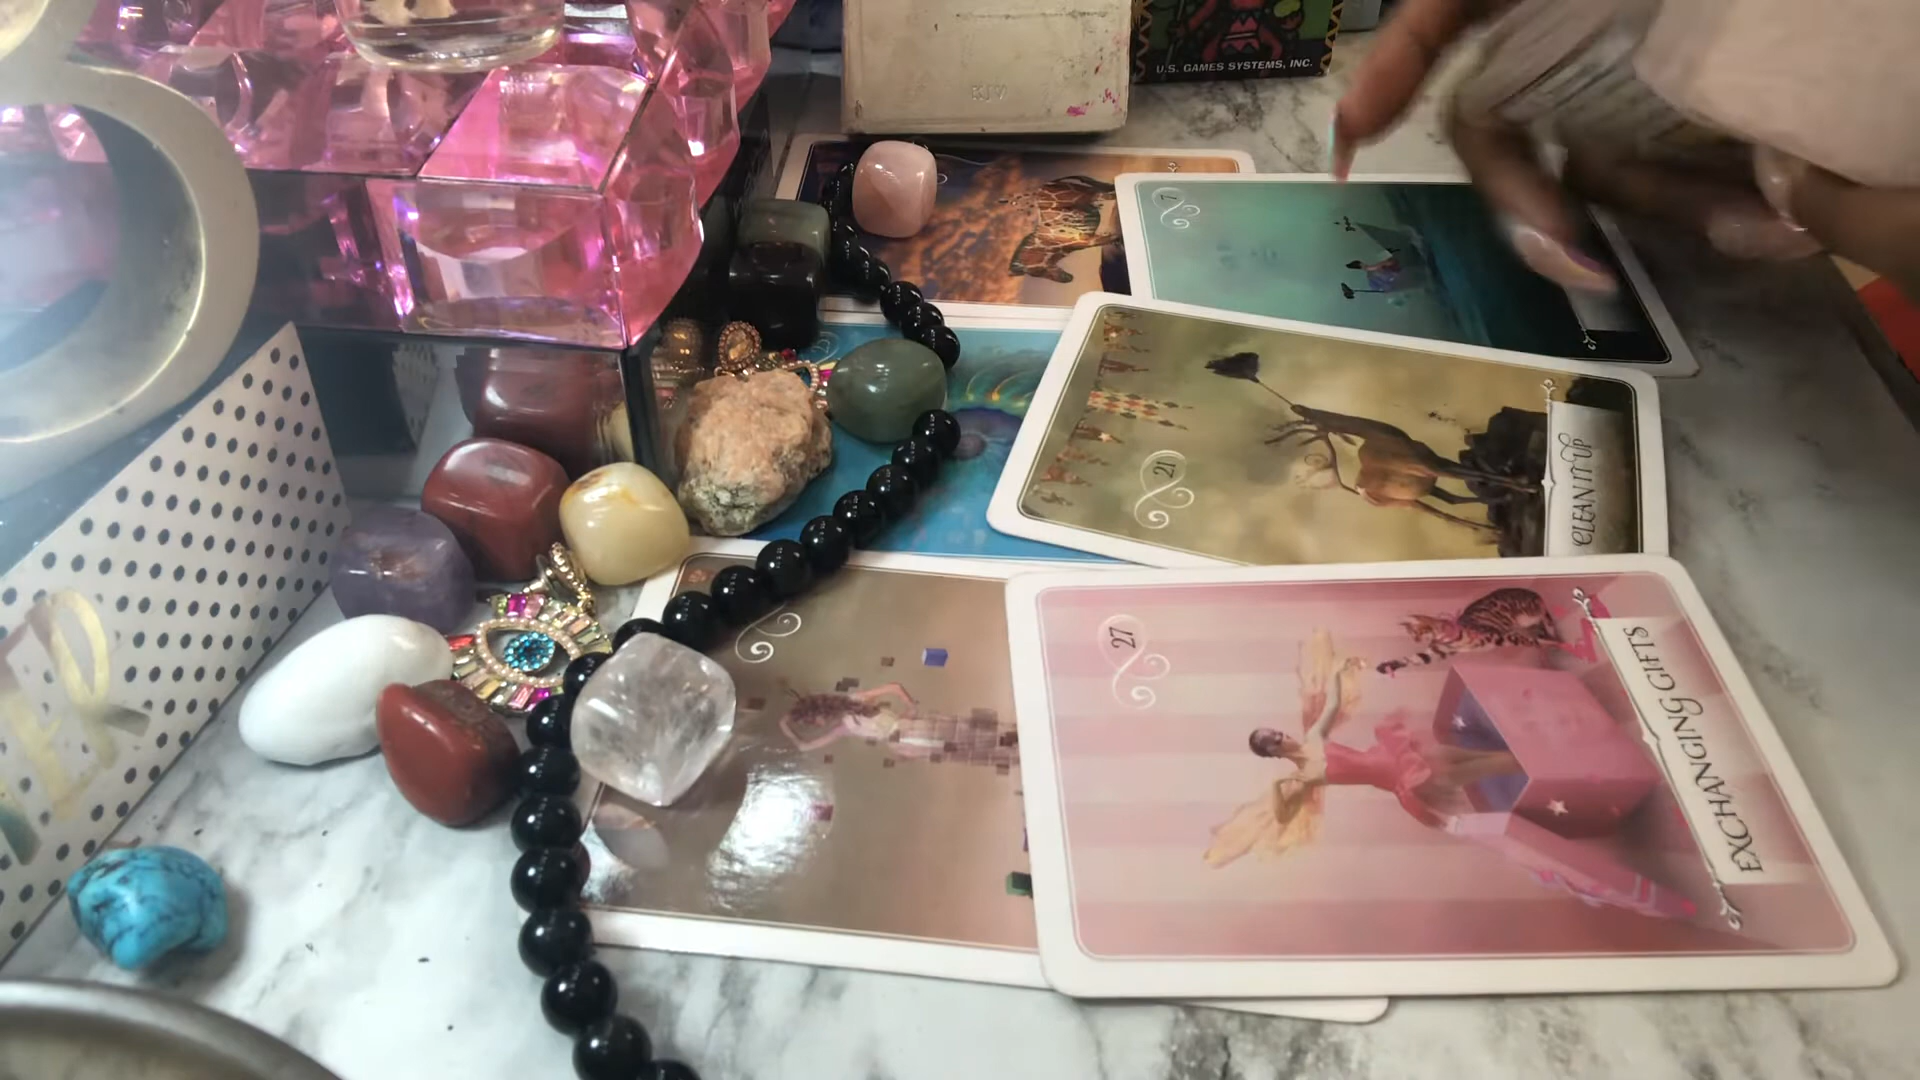 KJV
U.S. GAMES SYSTEMS, INC.
7
21
CLEAN IT UP
27
EXCHANGING GIFTS